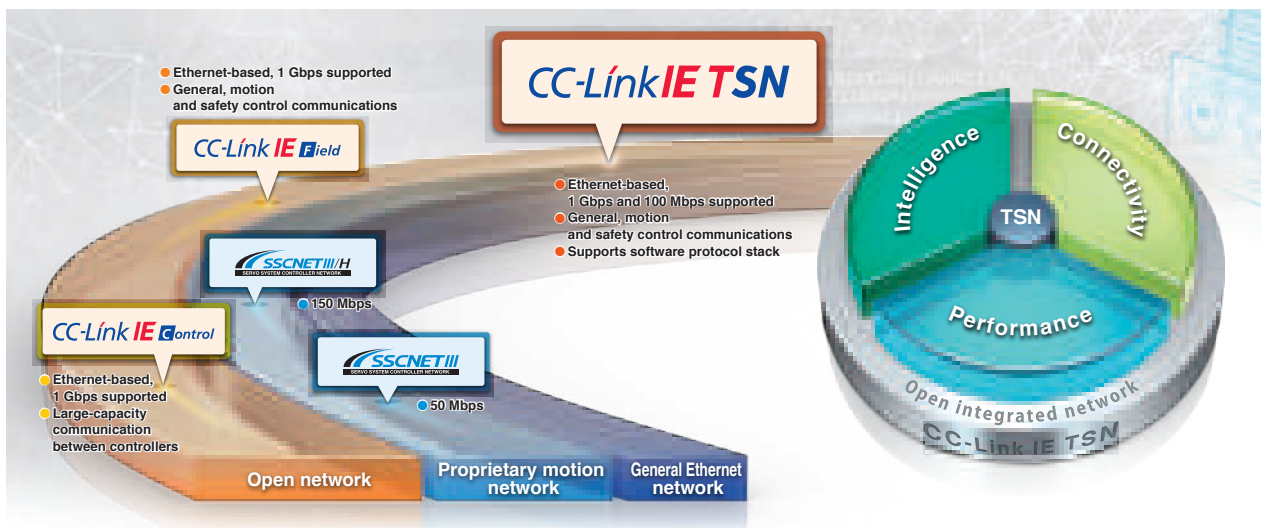 Ethernet-based, 1 Gbps supported
General, motion
and safety control communications
CC-Link IE Field
CC-Link IE TSN
Ethernet-based,
1 Gbps and 100 Mbps supported
General, motion
and safety control communications
Supports software protocol stack
SSCNETIII/H
SERVO SYSTEM CONTROLLER NETWORK
150 Mbps
CC-Link IE Control
Ethernet-based,
1 Gbps supported
Large-capacity
communication
between controllers
SSCNETIII
SERVO SYSTEM CONTROLLER NETWORK
50 Mbps
Open network
Proprietary motion
network
General Ethernet
network
Intelligence
Connectivity
TSN
Performance
Open integrated network
CC-Link IE TSN